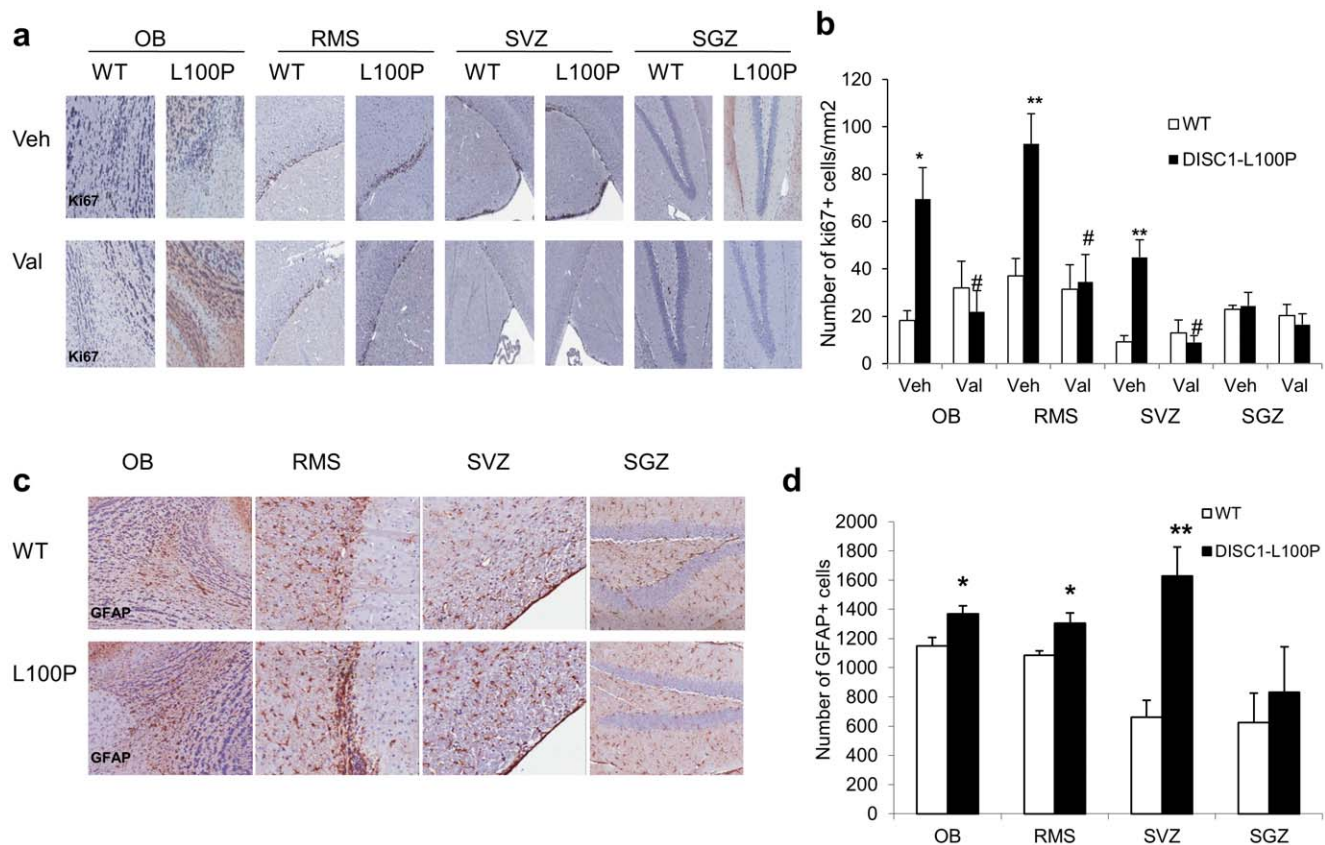 a
OB RMS SVZ SGZ
WT L100P WT L100P WT L100P WT L100P
Veh
Ki67
Val
Ki67
b
Number of ki67+ cells/mm2
120
100
80
60
40
20
0
* # ** # ** #
WT
DISC1-L100P
Veh Val Veh Val Veh Val Veh Val
OB RMS SVZ SGZ
c
OB RMS SVZ SGZ
WT
GFAP
L100P
GFAP
d
Number of GFAP+ cells
2000
1800
1600
1400
1200
1000
800
600
400
200
0
* * **
WT
DISC1-L100P
OB RMS SVZ SGZ